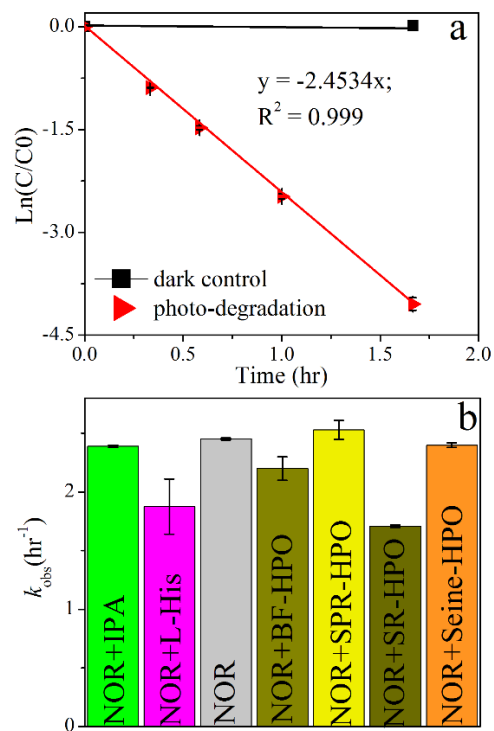 a
0.0
-1.5
-3.0
-4.5
Ln(C/C0)
y = -2.4534x;
R² = 0.999
dark control
photo-degradation
0.0 0.5 1.0 1.5 2.0
Time (hr)
b
2
1
0
k_obs(hr⁻¹)
NOR+IPA
NOR+L-His
NOR
NOR+BF-HPO
NOR+SPR-HPO
NOR+SR-HPO
NOR+Seine-HPO